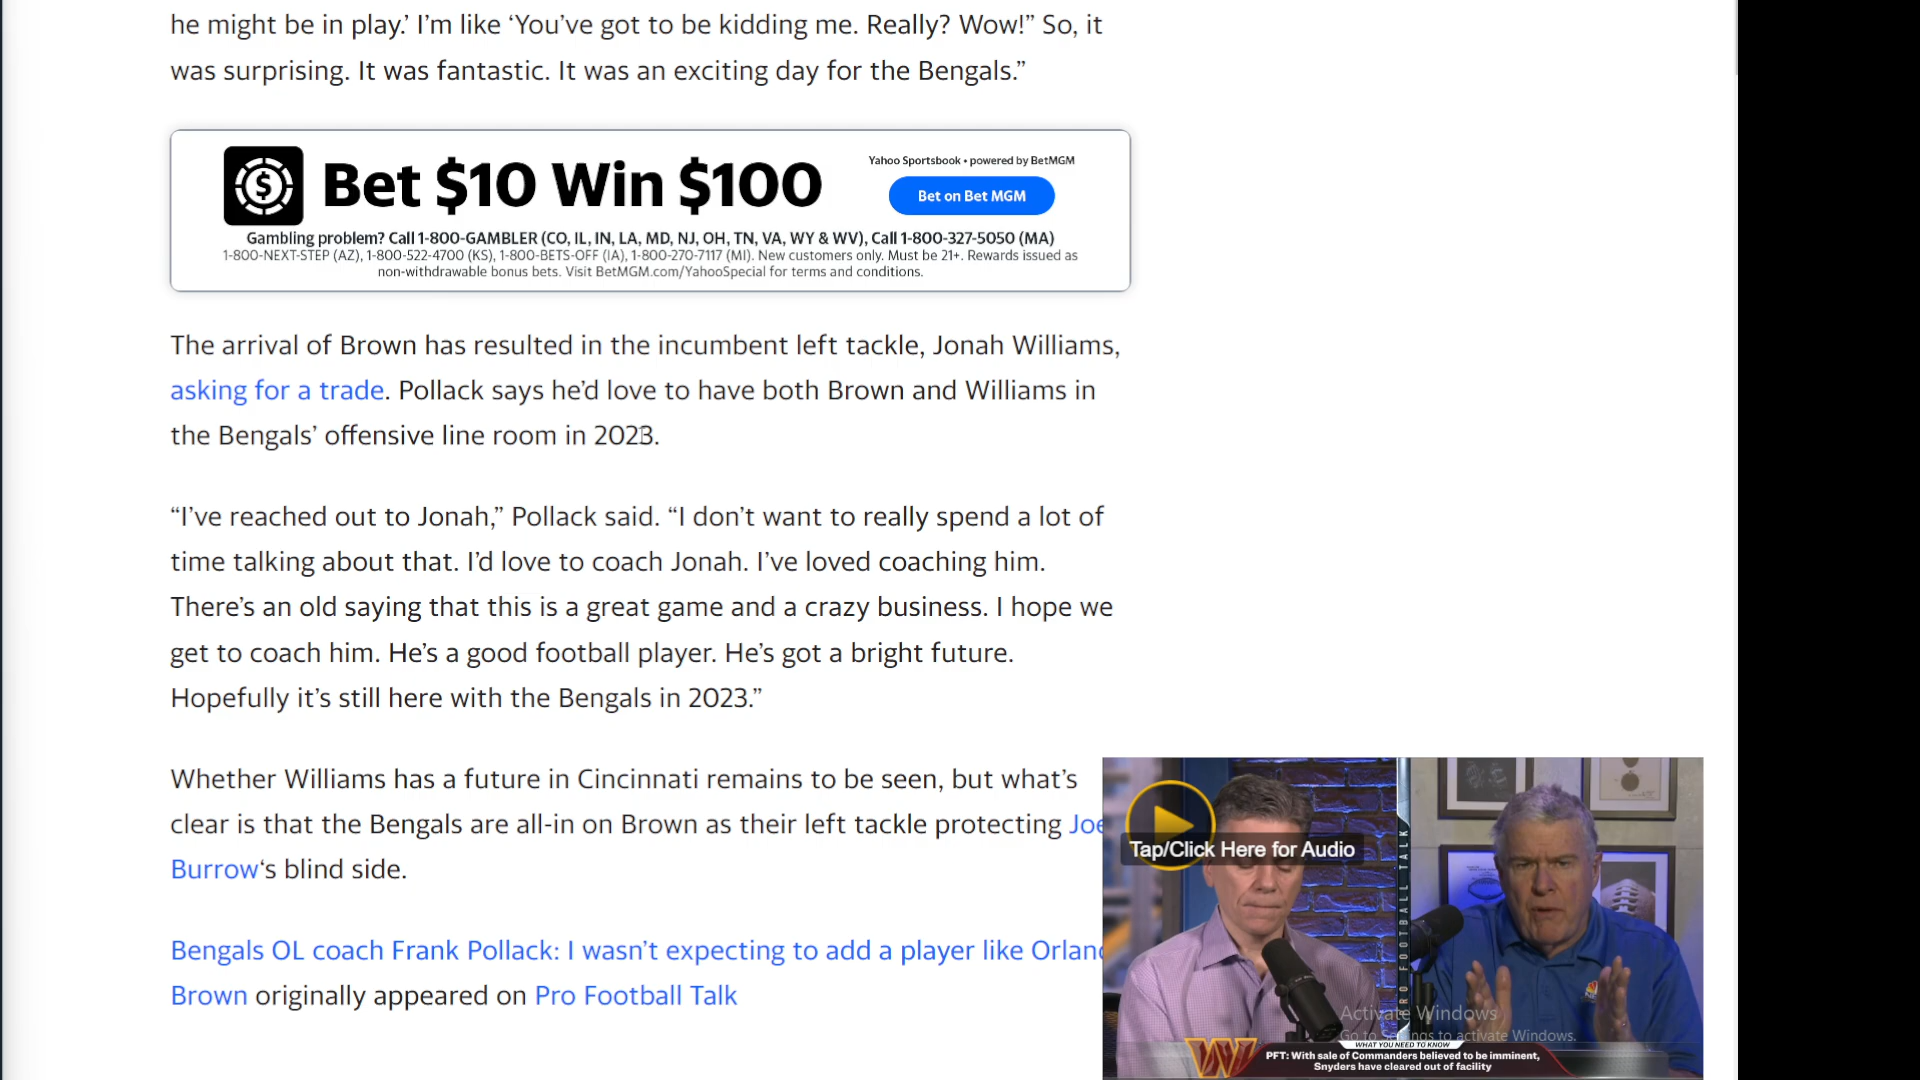 he might be in play.’ I’m like ‘You’ve got to be kidding me. Really? Wow!” So, it
was surprising. It was fantastic. It was an exciting day for the Bengals.”
Bet $10 Win $100
Yahoo Sportsbook • powered by BetMGM
Bet on Bet MGM
Gambling problem? Call 1-800-GAMBLER (CO, IL, IN, LA, MD, NJ, OH, TN, VA, WY & WV), Call 1-800-327-5050 (MA)
1-800-NEXT-STEP (AZ), 1-800-522-4700 (KS), 1-800-BETS-OFF (IA), 1-800-270-7117 (MI). New customers only. Must be 21+. Rewards issued as
non-withdrawable bonus bets. Visit BetMGM.com/YahooSpecial for terms and conditions.
The arrival of Brown has resulted in the incumbent left tackle, Jonah Williams,
asking for a trade. Pollack says he’d love to have both Brown and Williams in
the Bengals’ offensive line room in 2023.
“I’ve reached out to Jonah,” Pollack said. “I don’t want to really spend a lot of
time talking about that. I’d love to coach Jonah. I’ve loved coaching him.
There’s an old saying that this is a great game and a crazy business. I hope we
get to coach him. He’s a good football player. He’s got a bright future.
Hopefully it’s still here with the Bengals in 2023.”
Whether Williams has a future in Cincinnati remains to be seen, but what’s
clear is that the Bengals are all-in on Brown as their left tackle protecting Joe
Burrow‘s blind side.
Bengals OL coach Frank Pollack: I wasn’t expecting to add a player like Orlan
Brown originally appeared on Pro Football Talk
Tap/Click Here for Audio
PRO FOOTBALL TALK
Activate Windows
Go to Settings to activate Windows.
WHAT YOU NEED TO KNOW
PFT: With sale of Commanders believed to be imminent,
Snyders have cleared out of facility